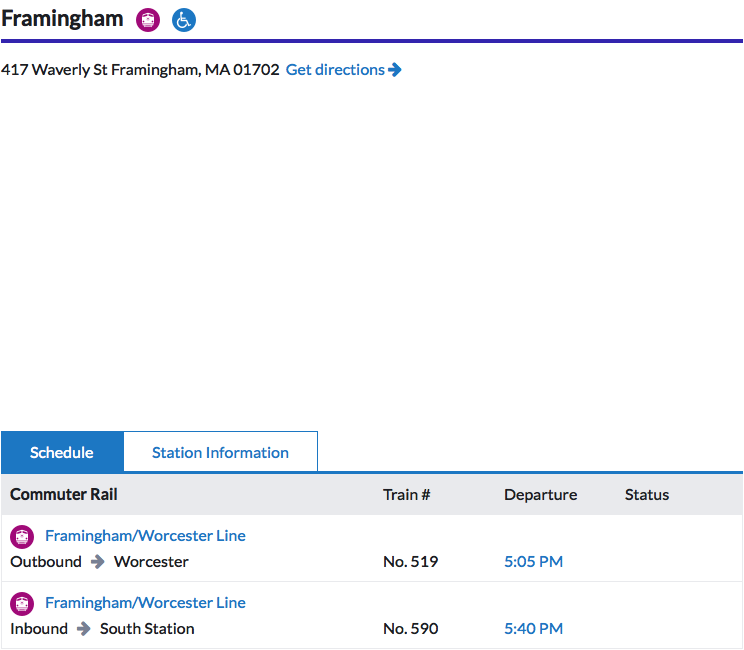 Framingham
417 Waverly St Framingham, MA 01702 Get directions
Schedule Station Information
Commuter Rail Train # Departure Status
Framingham/Worcester Line
Outbound Worcester No. 519 5:05 PM
Framingham/Worcester Line
Inbound South Station No. 590 5:40 PM